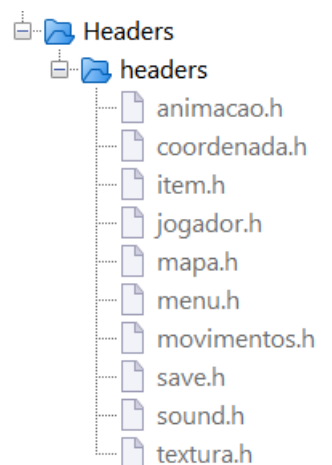 Headers
headers
animacao.h
coordenada.h
item.h
jogador.h
mapa.h
menu.h
movimentos.h
save.h
sound.h
textura.h